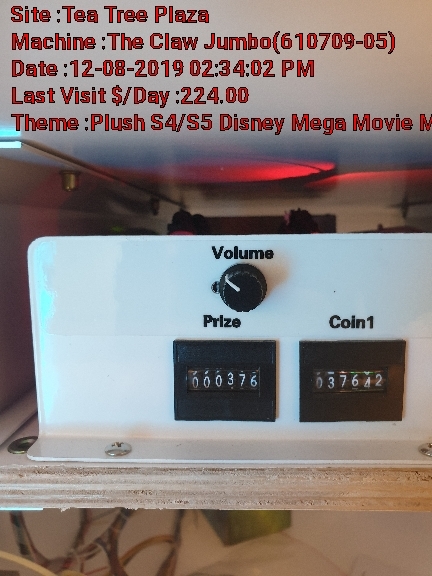 Site :Tea Tree Plaza
Machine :The Claw Jumbo(610709-05)
Date :12-08-2019 02:34:02 PM
Last Visit $/Day :224.00
Theme :Plush S4/S5 Disney Mega Movie M
Volume
Prize Coin1
000376 037642